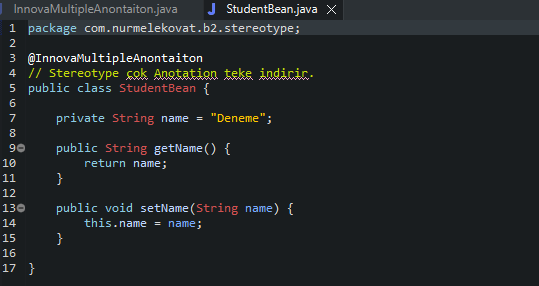 InnovaMultipleAnontaiton.java
StudentBean.java
1 package com.nurmelekovat.b2.stereotype;
2
3 @InnovaMultipleAnontaiton
4 // Stereotype cok Anotation teke indirir.
5 public class StudentBean {
6
7 private String name = "Deneme";
8
9 public String getName() {
10 return name;
11 }
12
13 public void setName(String name) {
14 this.name = name;
15 }
16
17 }